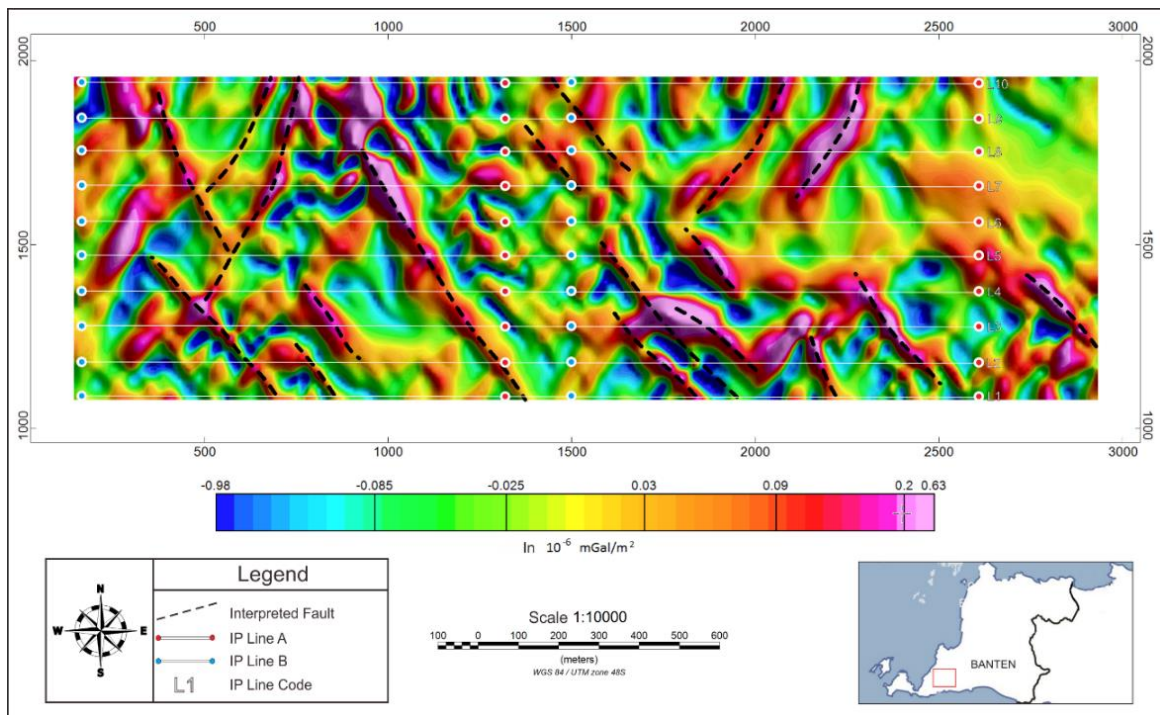 500 1000 1500 2000 2500 3000
2000 2000
L10
L9
L8
L7
L6
1500 1500
L5
L4
L3
L2
L1
1000 1000
500 1000 1500 2000 2500 3000
-0.98 -0.085 -0.025 0.03 0.09 0.2 0.63
In 10⁻⁶ mGal/m²
Legend
N
W E
S
Interpreted Fault
IP Line A
IP Line B
L1 IP Line Code
Scale 1:10000
100 0 100 200 300 400 500 600
(meters)
WGS 84 / UTM zone 48S
BANTEN